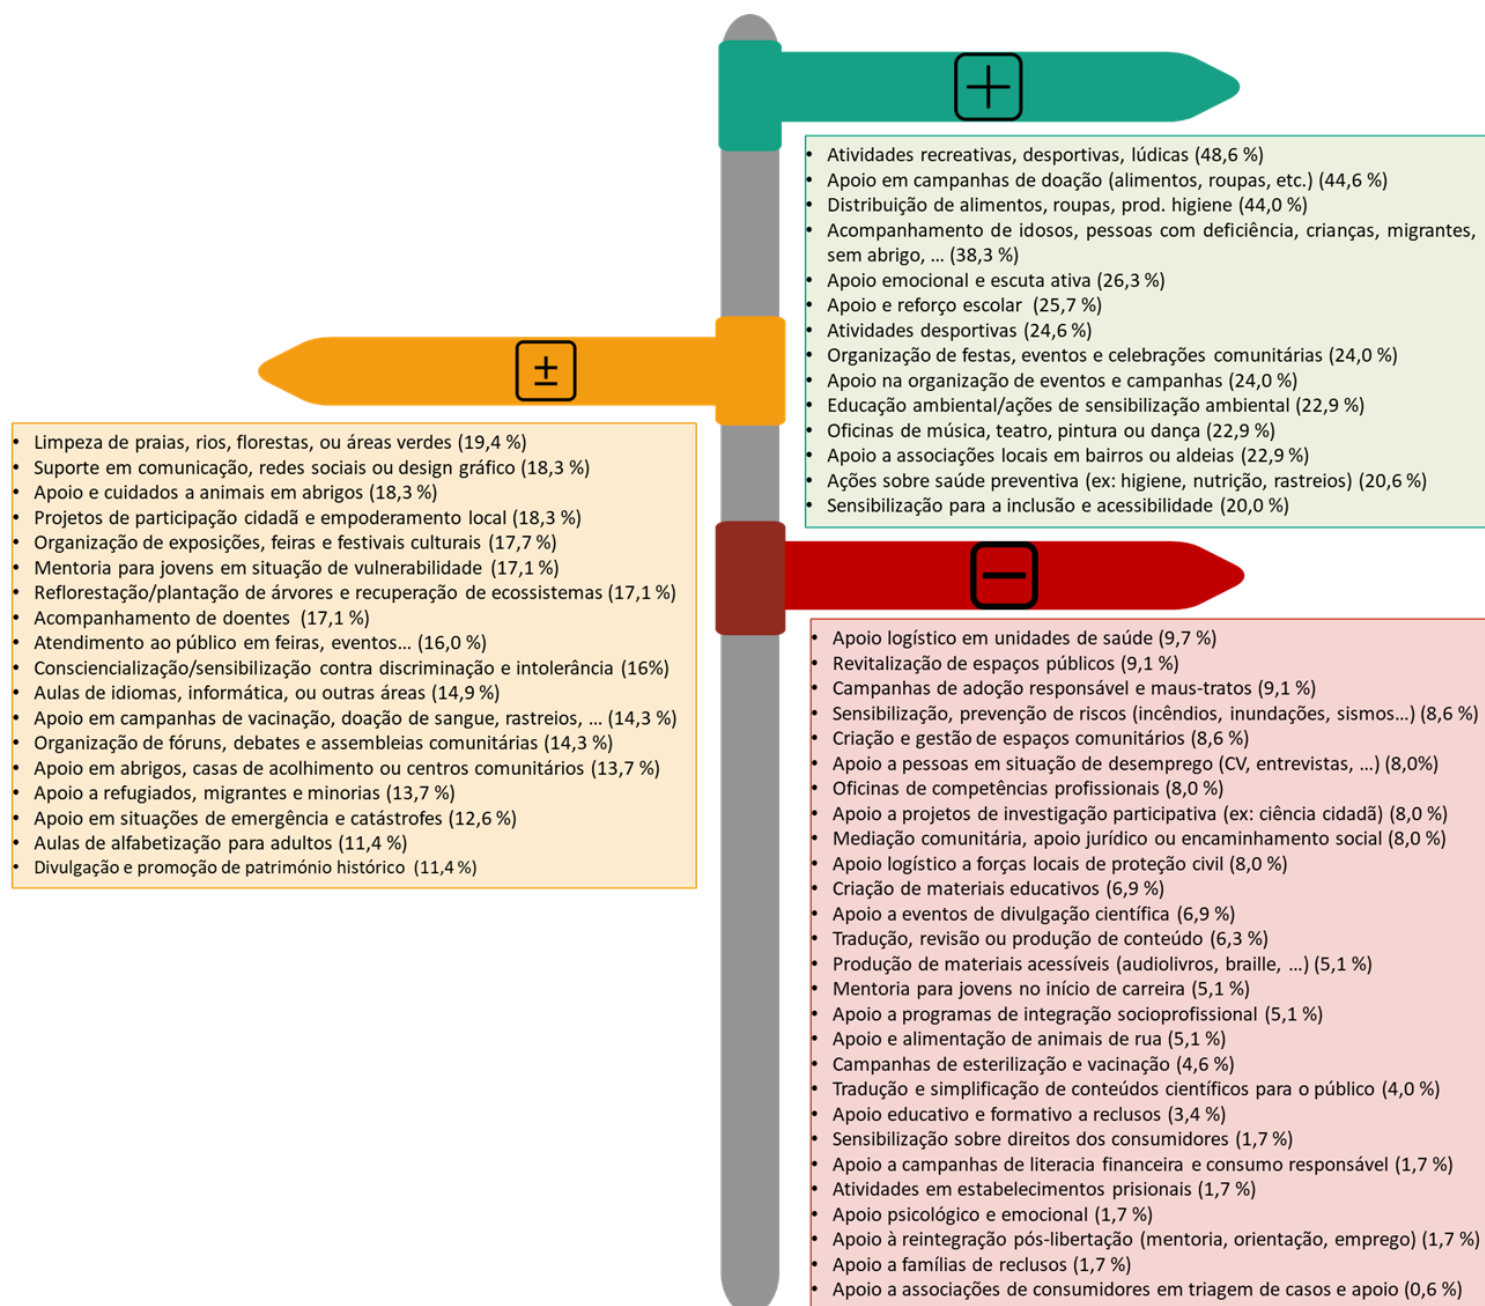 +
• Atividades recreativas, desportivas, lúdicas (48,6 %)
• Apoio em campanhas de doação (alimentos, roupas, etc.) (44,6 %)
• Distribuição de alimentos, roupas, prod. higiene (44,0 %)
• Acompanhamento de idosos, pessoas com deficiência, crianças, migrantes,
sem abrigo, ... (38,3 %)
• Apoio emocional e escuta ativa (26,3 %)
• Apoio e reforço escolar (25,7 %)
• Atividades desportivas (24,6 %)
• Organização de festas, eventos e celebrações comunitárias (24,0 %)
• Apoio na organização de eventos e campanhas (24,0 %)
• Educação ambiental/ações de sensibilização ambiental (22,9 %)
• Oficinas de música, teatro, pintura ou dança (22,9 %)
• Apoio a associações locais em bairros ou aldeias (22,9 %)
• Ações sobre saúde preventiva (ex: higiene, nutrição, rastreios) (20,6 %)
• Sensibilização para a inclusão e acessibilidade (20,0 %)
±
• Limpeza de praias, rios, florestas, ou áreas verdes (19,4 %)
• Suporte em comunicação, redes sociais ou design gráfico (18,3 %)
• Apoio e cuidados a animais em abrigos (18,3 %)
• Projetos de participação cidadã e empoderamento local (18,3 %)
• Organização de exposições, feiras e festivais culturais (17,7 %)
• Mentoria para jovens em situação de vulnerabilidade (17,1 %)
• Reflorestação/plantação de árvores e recuperação de ecossistemas (17,1 %)
• Acompanhamento de doentes (17,1 %)
• Atendimento ao público em feiras, eventos... (16,0 %)
• Consciencialização/sensibilização contra discriminação e intolerância (16%)
• Aulas de idiomas, informática, ou outras áreas (14,9 %)
• Apoio em campanhas de vacinação, doação de sangue, rastreios, ... (14,3 %)
• Organização de fóruns, debates e assembleias comunitárias (14,3 %)
• Apoio em abrigos, casas de acolhimento ou centros comunitários (13,7 %)
• Apoio a refugiados, migrantes e minorias (13,7 %)
• Apoio em situações de emergência e catástrofes (12,6 %)
• Aulas de alfabetização para adultos (11,4 %)
• Divulgação e promoção de património histórico (11,4 %)
−
• Apoio logístico em unidades de saúde (9,7 %)
• Revitalização de espaços públicos (9,1 %)
• Campanhas de adoção responsável e maus-tratos (9,1 %)
• Sensibilização, prevenção de riscos (incêndios, inundações, sismos...) (8,6 %)
• Criação e gestão de espaços comunitários (8,6 %)
• Apoio a pessoas em situação de desemprego (CV, entrevistas, ...) (8,0%)
• Oficinas de competências profissionais (8,0 %)
• Apoio a projetos de investigação participativa (ex: ciência cidadã) (8,0 %)
• Mediação comunitária, apoio jurídico ou encaminhamento social (8,0 %)
• Apoio logístico a forças locais de proteção civil (8,0 %)
• Criação de materiais educativos (6,9 %)
• Apoio a eventos de divulgação científica (6,9 %)
• Tradução, revisão ou produção de conteúdo (6,3 %)
• Produção de materiais acessíveis (audiolivros, braille, ...) (5,1 %)
• Mentoria para jovens no início de carreira (5,1 %)
• Apoio a programas de integração socioprofissional (5,1 %)
• Apoio e alimentação de animais de rua (5,1 %)
• Campanhas de esterilização e vacinação (4,6 %)
• Tradução e simplificação de conteúdos científicos para o público (4,0 %)
• Apoio educativo e formativo a reclusos (3,4 %)
• Sensibilização sobre direitos dos consumidores (1,7 %)
• Apoio a campanhas de literacia financeira e consumo responsável (1,7 %)
• Atividades em estabelecimentos prisionais (1,7 %)
• Apoio psicológico e emocional (1,7 %)
• Apoio à reintegração pós-libertação (mentoria, orientação, emprego) (1,7 %)
• Apoio a famílias de reclusos (1,7 %)
• Apoio a associações de consumidores em triagem de casos e apoio (0,6 %)